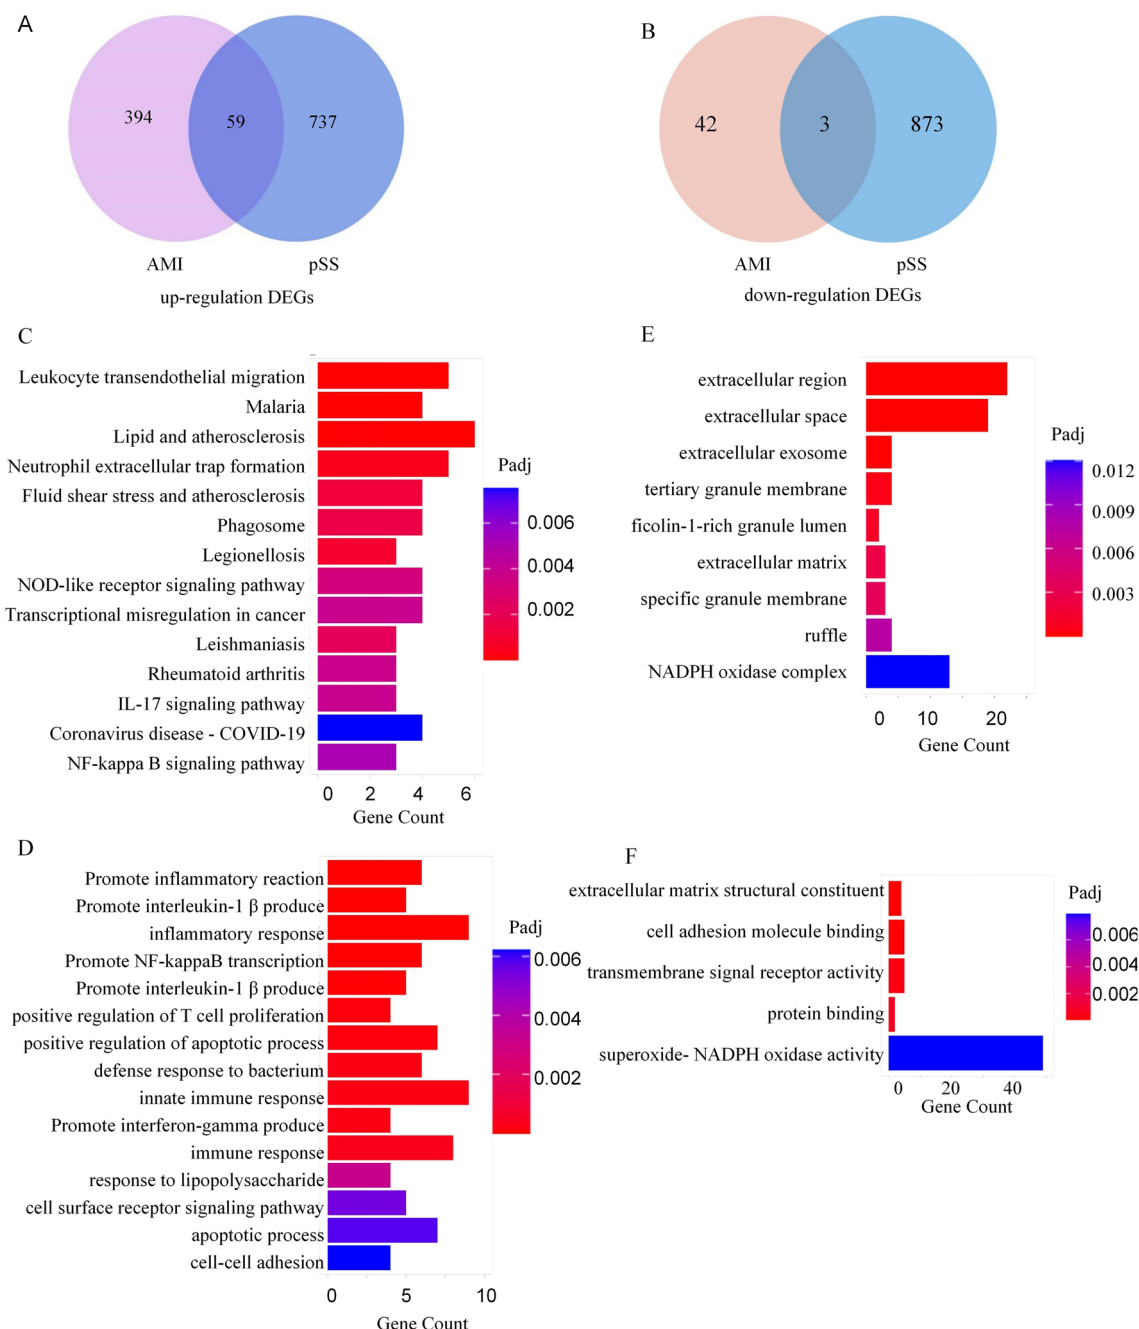 A
394
59
737
AMI
pSS
up-regulation DEGs
B
42
3
873
AMI
pSS
down-regulation DEGs
C
Leukocyte transendothelial migration
Malaria
Lipid and atherosclerosis
Neutrophil extracellular trap formation
Fluid shear stress and atherosclerosis
Phagosome
Legionellosis
NOD-like receptor signaling pathway
Transcriptional misregulation in cancer
Leishmaniasis
Rheumatoid arthritis
IL-17 signaling pathway
Coronavirus disease - COVID-19
NF-kappa B signaling pathway
0 2 4 6
Gene Count
Padj
0.006
0.004
0.002
E
extracellular region
extracellular space
extracellular exosome
tertiary granule membrane
ficolin-1-rich granule lumen
extracellular matrix
specific granule membrane
ruffle
NADPH oxidase complex
0 10 20
Gene Count
Padj
0.012
0.009
0.006
0.003
D
Promote inflammatory reaction
Promote interleukin-1 β produce
inflammatory response
Promote NF-kappaB transcription
Promote interleukin-1 β produce
positive regulation of T cell proliferation
positive regulation of apoptotic process
defense response to bacterium
innate immune response
Promote interferon-gamma produce
immune response
response to lipopolysaccharide
cell surface receptor signaling pathway
apoptotic process
cell-cell adhesion
0 5 10
Gene Count
Padj
0.006
0.004
0.002
F
extracellular matrix structural constituent
cell adhesion molecule binding
transmembrane signal receptor activity
protein binding
superoxide- NADPH oxidase activity
0 20 40
Gene Count
Padj
0.006
0.004
0.002